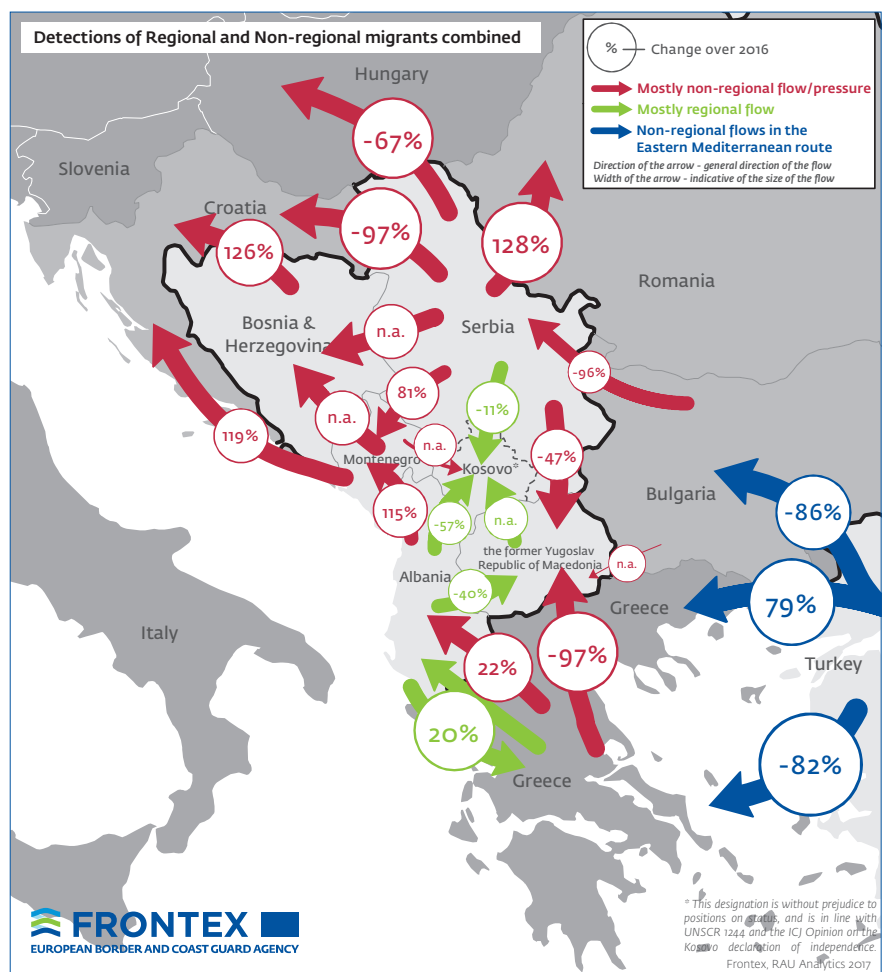 Detections of Regional and Non-regional migrants combined
%
Change over 2016
Mostly non-regional flow/pressure
Mostly regional flow
Non-regional flows in the
Eastern Mediterranean route
Direction of the arrow - general direction of the flow
Width of the arrow - indicative of the size of the flow
Hungary
-67%
Slovenia
Croatia
-97%
126%
128%
Romania
Bosnia &
Herzegovina
n.a.
Serbia
-96%
81%
-11%
n.a.
119%
n.a.
Montenegro
Kosovo*
-47%
Bulgaria
-86%
115%
-57%
n.a.
the former Yugoslav
Republic of Macedonia
n.a.
Albania
-40%
Greece
79%
Italy
22%
-97%
Turkey
20%
-82%
Greece
* This designation is without prejudice to
positions on status, and is in line with
UNSCR 1244 and the ICJ Opinion on the
Kosovo declaration of independence.
FRONTEX
EUROPEAN BORDER AND COAST GUARD AGENCY
Frontex, RAU Analytics 2017